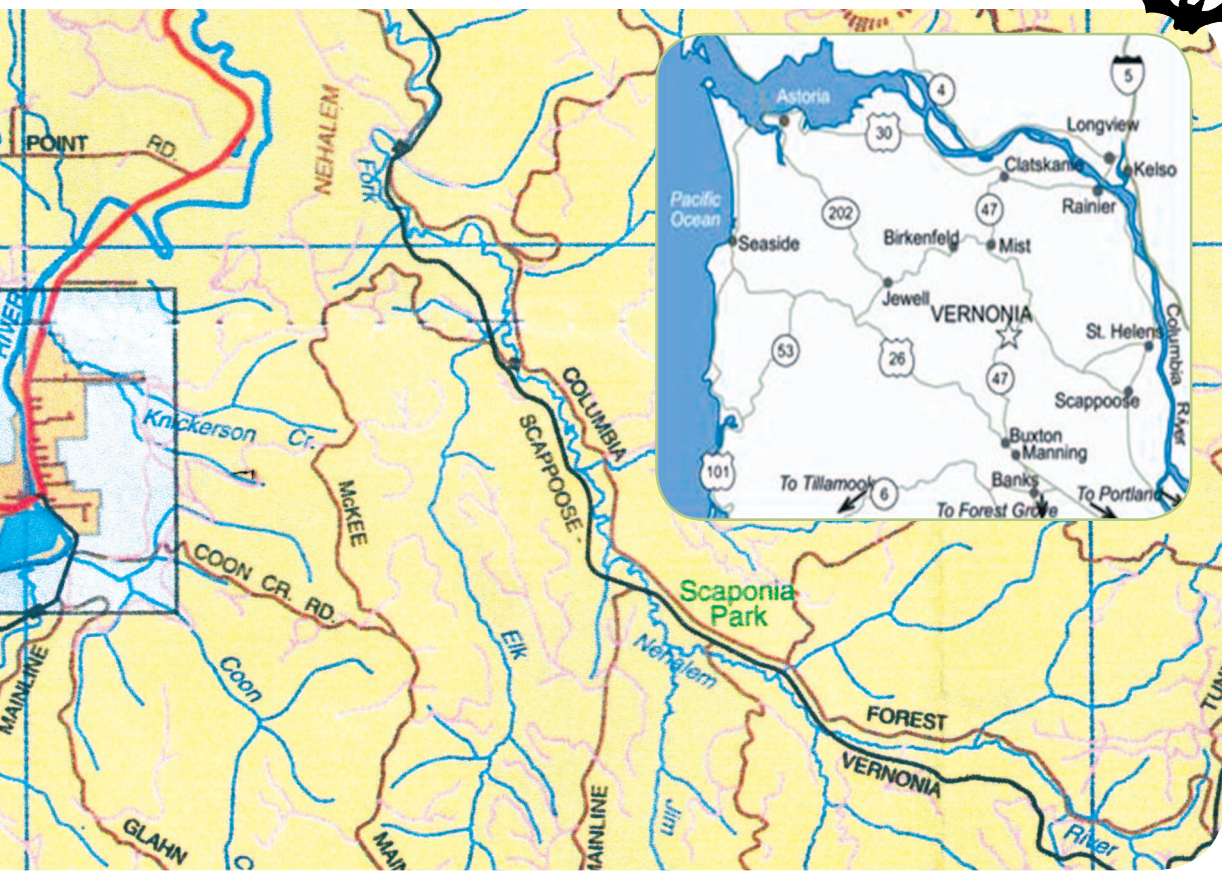 POINT RD.
NEHALEM
Fork
RIVER
Knickerson Cr.
McKEE
COON CR. RD.
Coon
MAINLINE
GLAHN
C
MAIN
Elk
SCAPPOOSE -
COLUMBIA
Scaponia
Park
Nehalem
FOREST
VERNONIA
MAINLINE
Jim
River
TUN
Astoria
4
5
30
Longview
Clatskanie
Kelso
Rainier
Pacific
Ocean
202
47
Seaside
Birkenfeld
Mist
Jewell
VERNONIA
St. Helens
53
26
47
Scappoose
Columbia River
Buxton
Manning
101
Banks
To Tillamook
6
To Portland
To Forest Grove